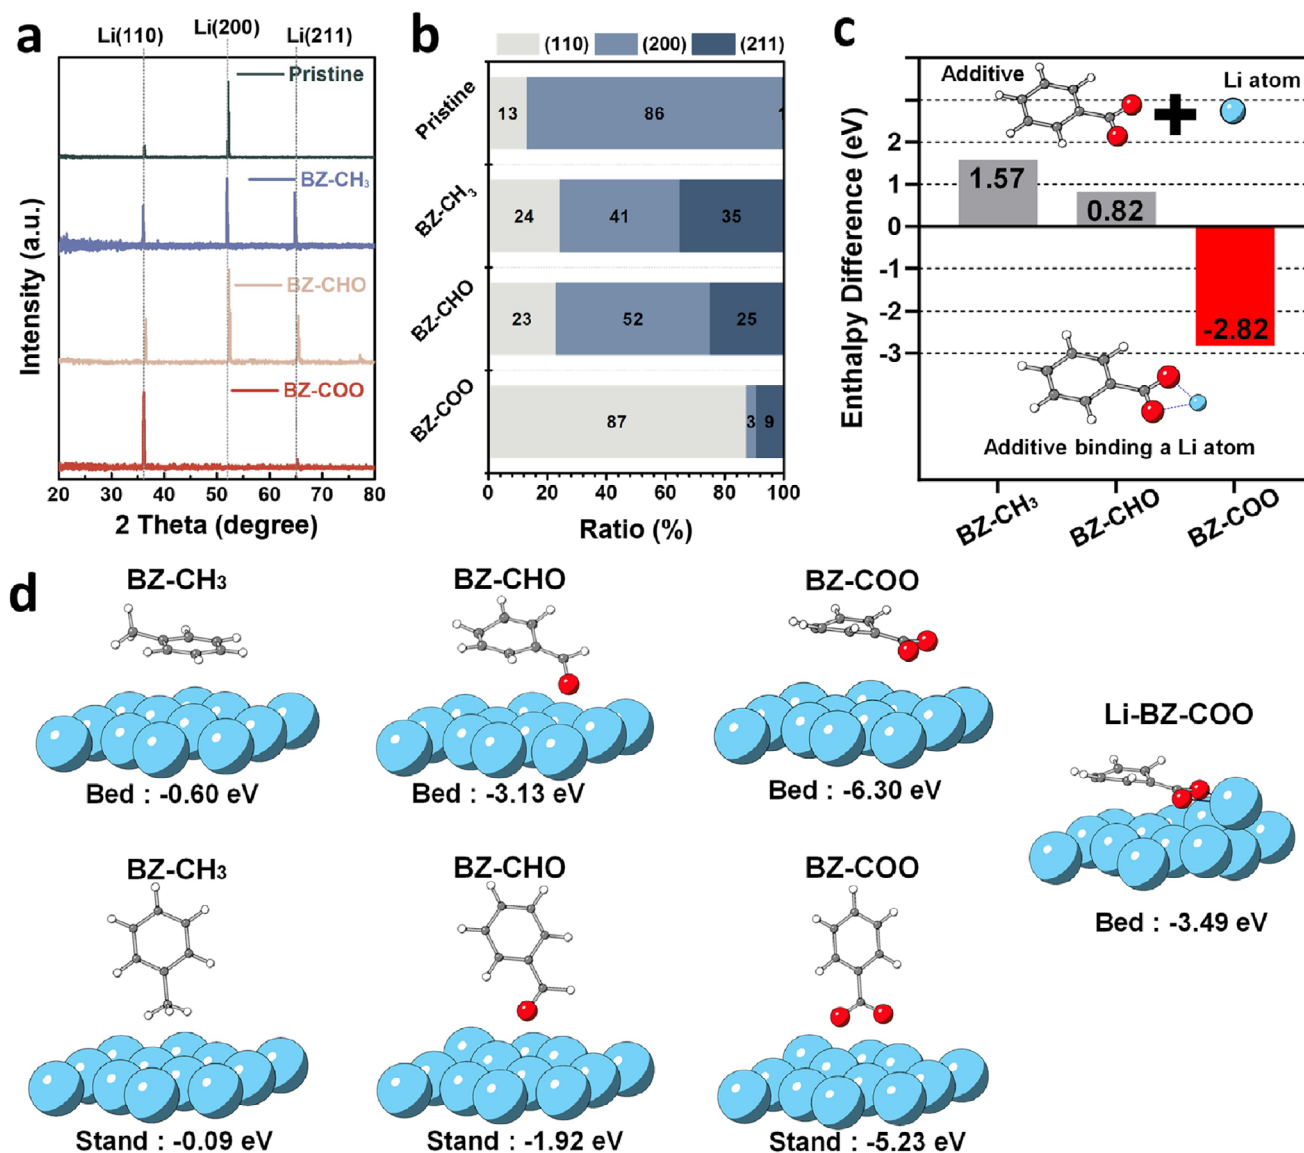 a
Li(110)
Li(200)
Li(211)
Pristine
BZ-CH₃
BZ-CHO
BZ-COO
Intensity (a.u.)
20 30 40 50 60 70 80
2 Theta (degree)
b
(110) (200) (211)
Pristine
13 86 1
BZ-CH₃
24 41 35
BZ-CHO
23 52 25
BZ-COO
87 3 9
0 20 40 60 80 100
Ratio (%)
c
Additive
Li atom
Enthalpy Difference (eV)
2
1
0
-1
-2
-3
1.57
0.82
-2.82
Additive binding a Li atom
BZ-CH₃
BZ-CHO
BZ-COO
d
BZ-CH₃
BZ-CHO
BZ-COO
Bed : -0.60 eV
Bed : -3.13 eV
Bed : -6.30 eV
Li-BZ-COO
Bed : -3.49 eV
BZ-CH₃
BZ-CHO
BZ-COO
Stand : -0.09 eV
Stand : -1.92 eV
Stand : -5.23 eV